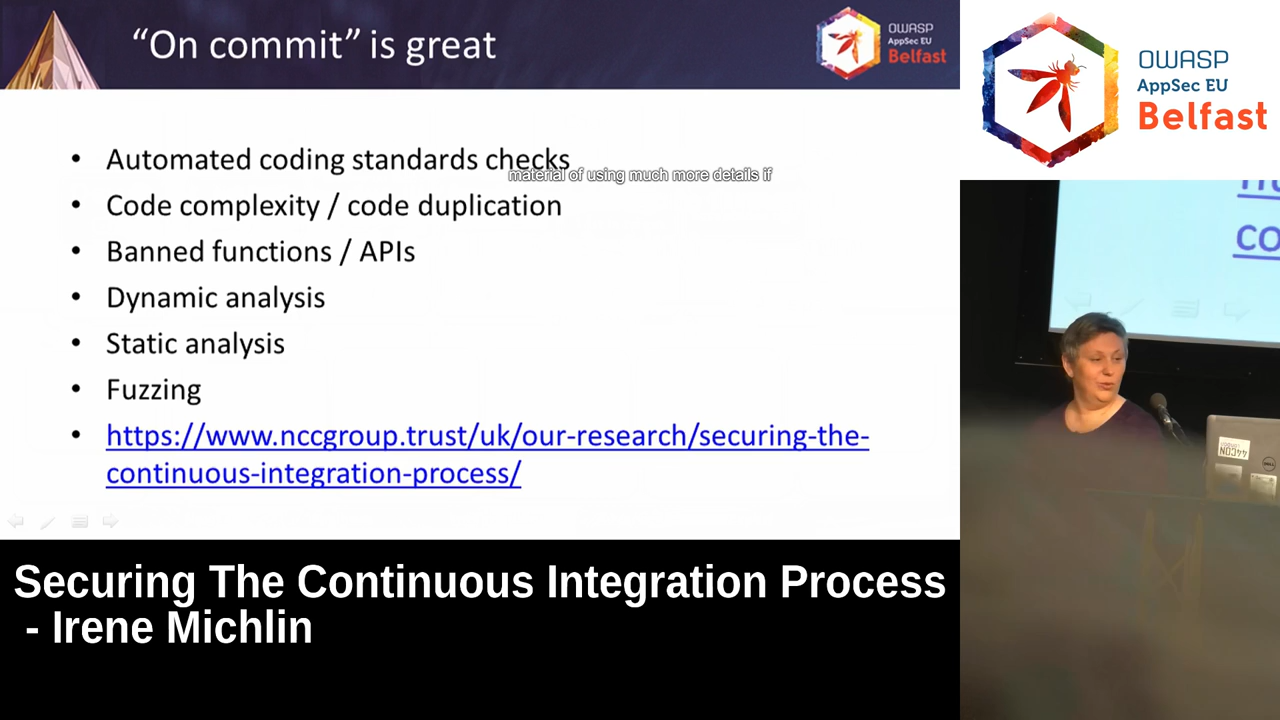 “On commit” is great
OWASP
AppSec EU
Belfast
• Automated coding standards checks
material of using much more details if
• Code complexity / code duplication
• Banned functions / APIs
• Dynamic analysis
• Static analysis
• Fuzzing
• https://www.nccgroup.trust/uk/our-research/securing-the-
continuous-integration-process/
OWASP
AppSec EU
Belfast
co
DELL
Securing The Continuous Integration Process
- Irene Michlin